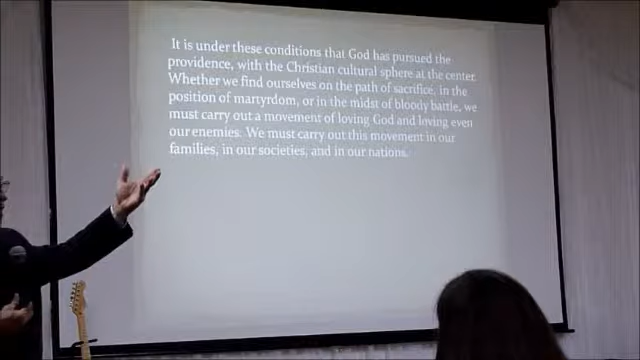 It is under these conditions that God has pursued the
providence, with the Christian cultural sphere at the center.
Whether we find ourselves on the path of sacrifice, in the
position of martyrdom, or in the midst of bloody battle, we
must carry out a movement of loving God and loving even
our enemies. We must carry out this movement in our
families, in our societies, and in our nations.